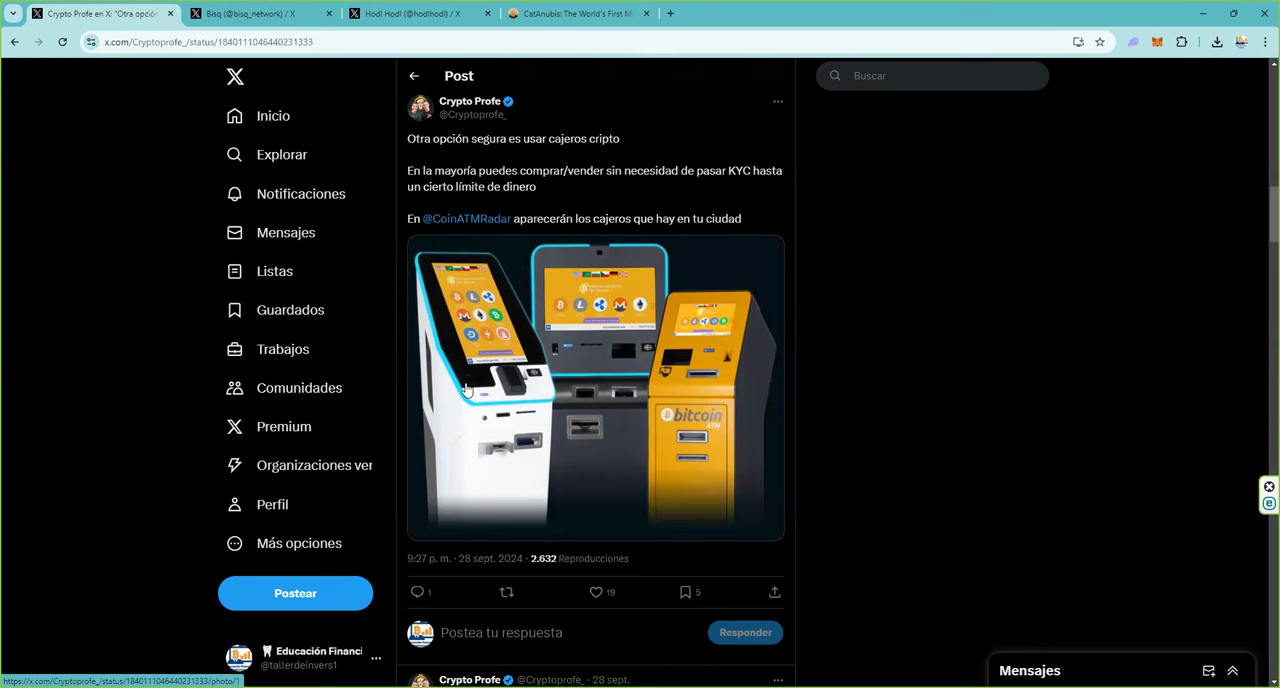 Crypto Profe en X: "Otra opción
Bisq (@bisq_network) / X
Hodl Hodl (@hodlhodl) / X
CatAnubis: The World's First M
x.com/Cryptoprofe_/status/1840111046440231333
Inicio
Explorar
Notificaciones
Mensajes
Listas
Guardados
Trabajos
Comunidades
Premium
Organizaciones ver
Perfil
Más opciones
Postear
Educación Financi
@tallerdeinvers1
Post
Crypto Profe
@Cryptoprofe_
Otra opción segura es usar cajeros cripto
En la mayoría puedes comprar/vender sin necesidad de pasar KYC hasta
un cierto límite de dinero
En @CoinATMRadar aparecerán los cajeros que hay en tu ciudad
bitcoin
ATM
9:27 p. m. · 28 sept. 2024 · 2.632 Reproducciones
1
19
5
Postea tu respuesta
Responder
Crypto Profe @Cryptoprofe_ · 28 sept.
Buscar
Mensajes
https://x.com/Cryptoprofe_/status/1840111046440231333/photo/1